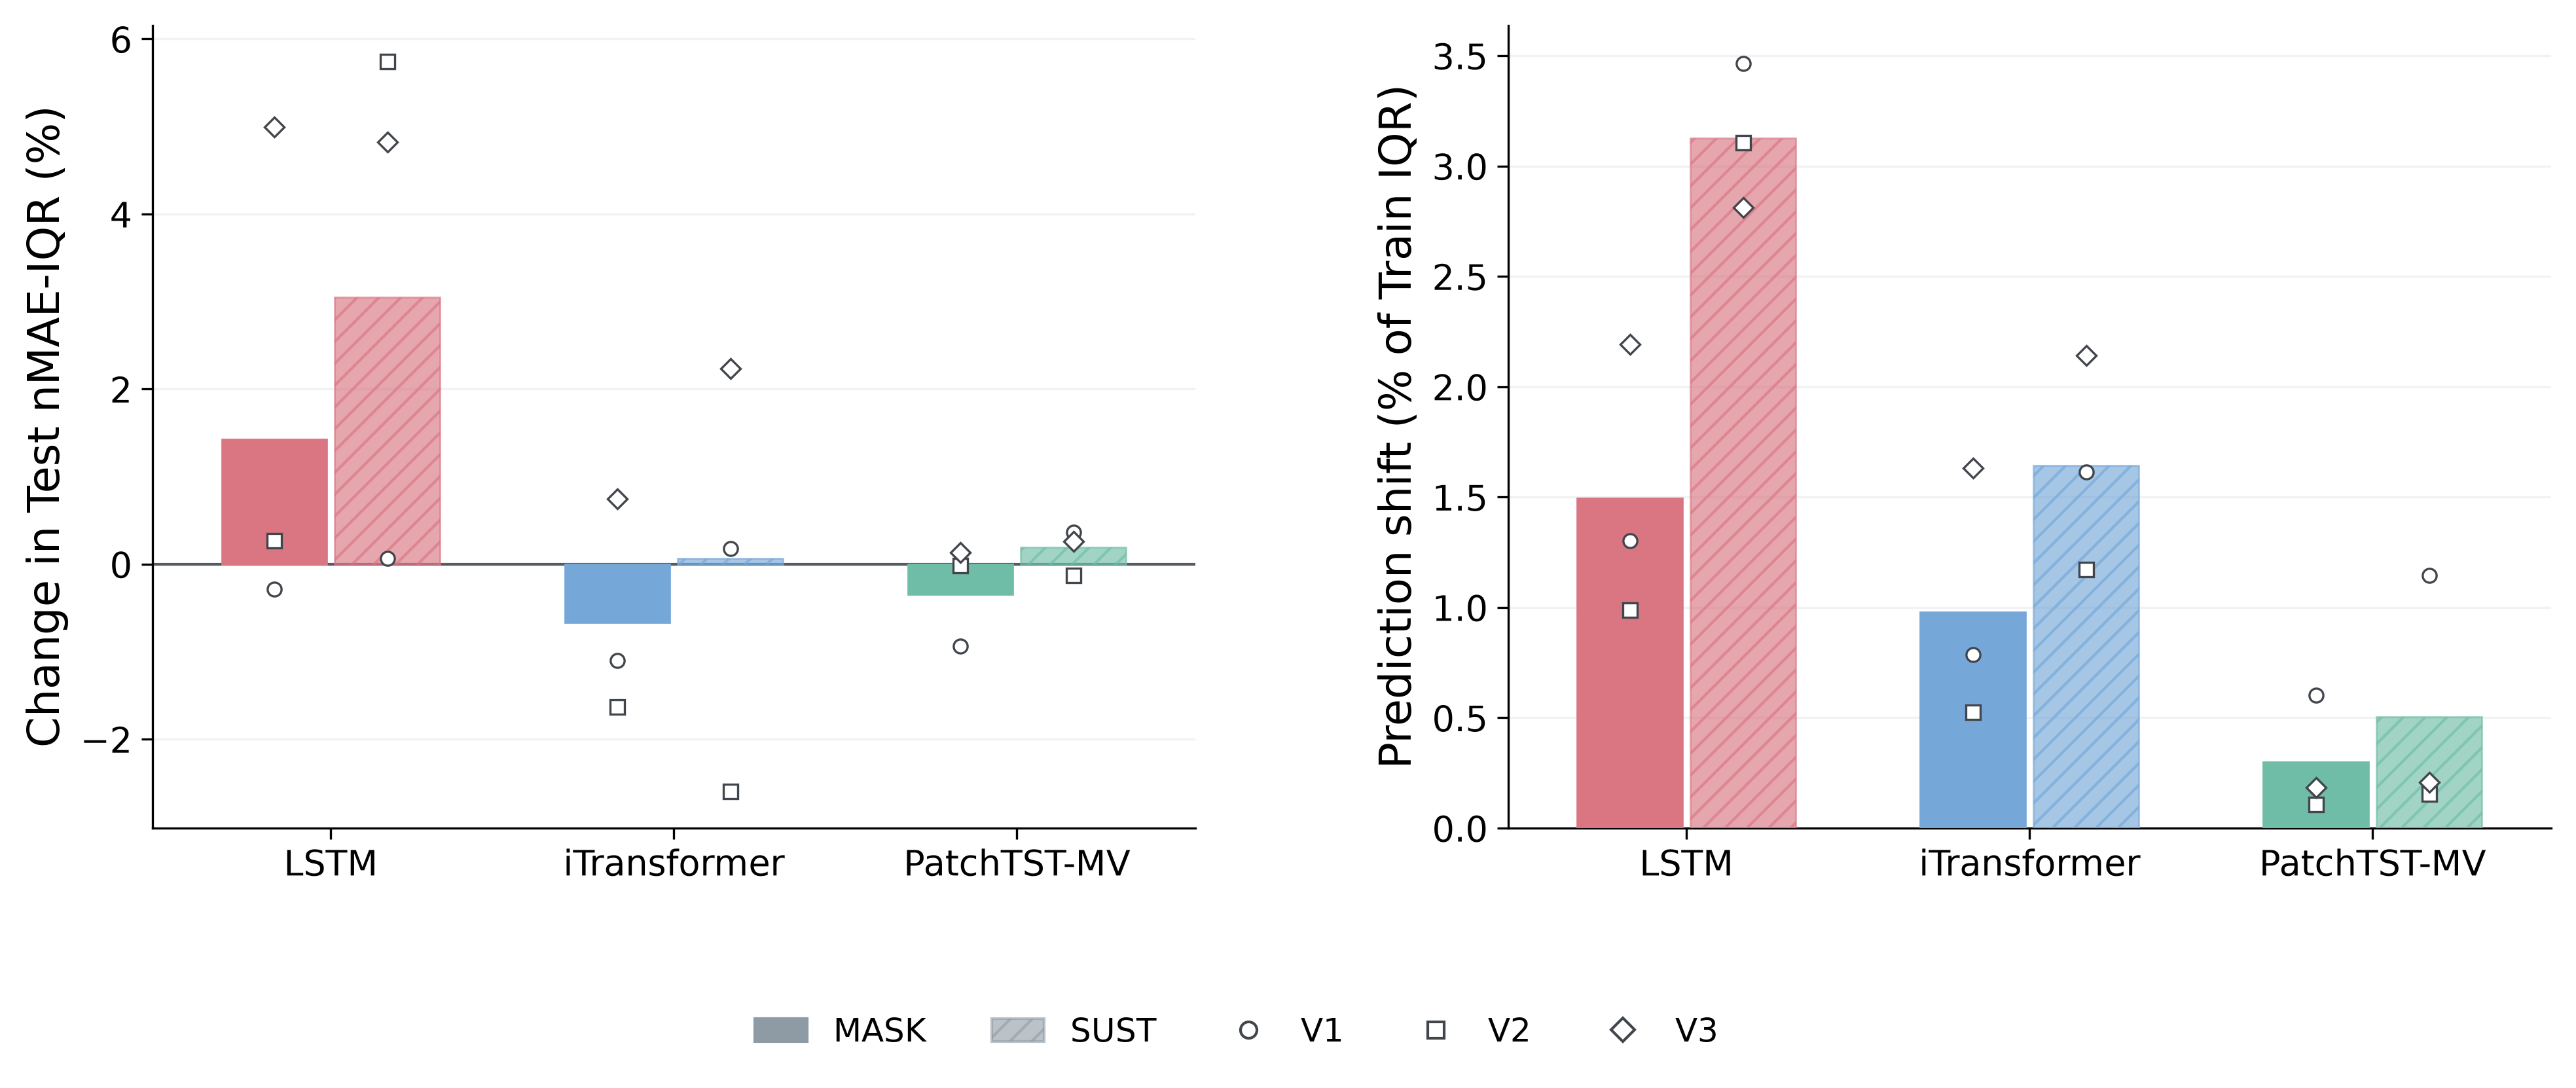 Change in Test nMAE-IQR (%)
6
4
2
0
−2
LSTM
iTransformer
PatchTST-MV
Prediction shift (% of Train IQR)
3.5
3.0
2.5
2.0
1.5
1.0
0.5
0.0
LSTM
iTransformer
PatchTST-MV
MASK
SUST
V1
V2
V3